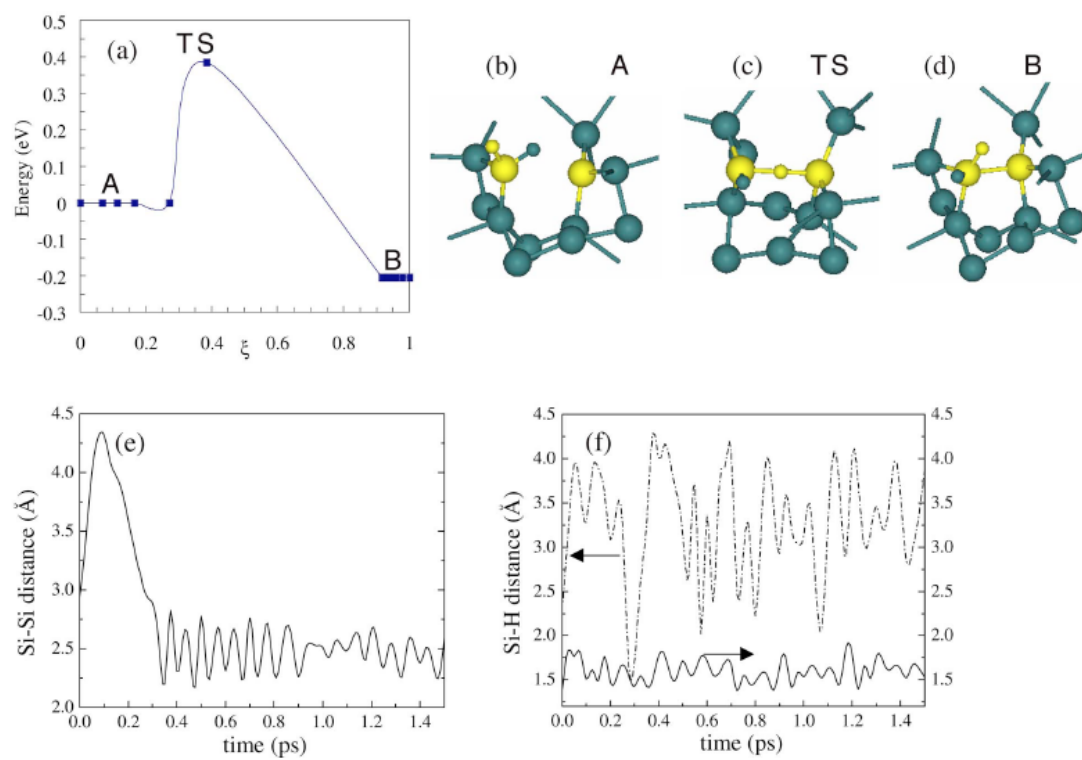 (a)
TS
A
B
Energy (eV)
0.5
0.4
0.3
0.2
0.1
0
-0.1
-0.2
-0.3
0 0.2 0.4 0.6 0.8 1
ξ
(b) A
(c) TS
(d) B
(e)
Si-Si distance (Ǎ)
4.5
4.0
3.5
3.0
2.5
2.0
0.0 0.2 0.4 0.6 0.8 1.0 1.2 1.4
time (ps)
(f)
Si-H distance (Ǎ)
4.5 4.5
4.0 4.0
3.5 3.5
3.0 3.0
2.5 2.5
2.0 2.0
1.5 1.5
0.0 0.2 0.4 0.6 0.8 1.0 1.2 1.4
time (ps)